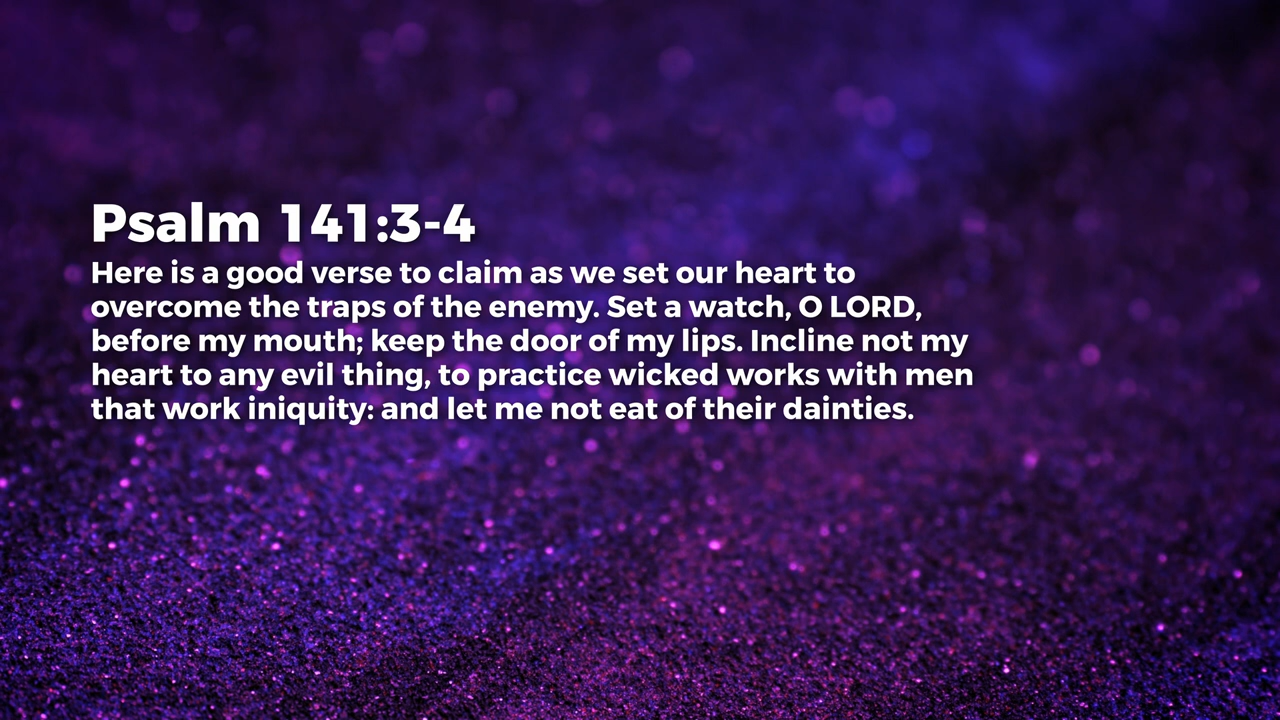 Psalm 141:3-4
Here is a good verse to claim as we set our heart to
overcome the traps of the enemy. Set a watch, O LORD,
before my mouth; keep the door of my lips. Incline not my
heart to any evil thing, to practice wicked works with men
that work iniquity: and let me not eat of their dainties.